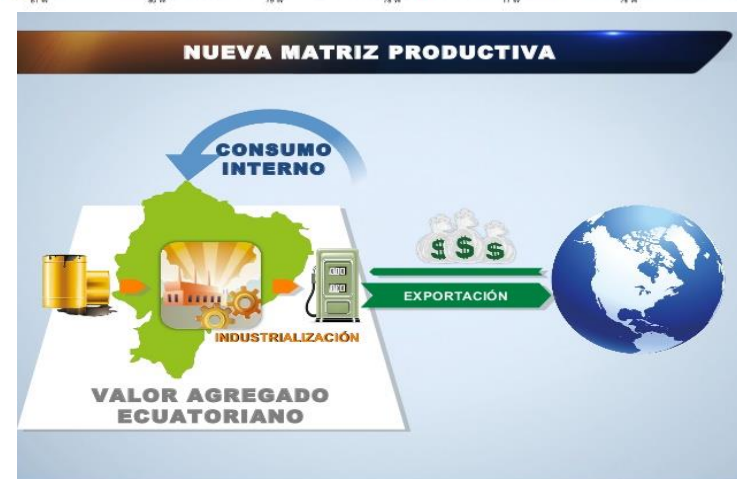 NUEVA MATRIZ PRODUCTIVA
CONSUMO
INTERNO
$ $ $
EXPORTACIÓN
INDUSTRIALIZACIÓN
VALOR AGREGADO
ECUATORIANO